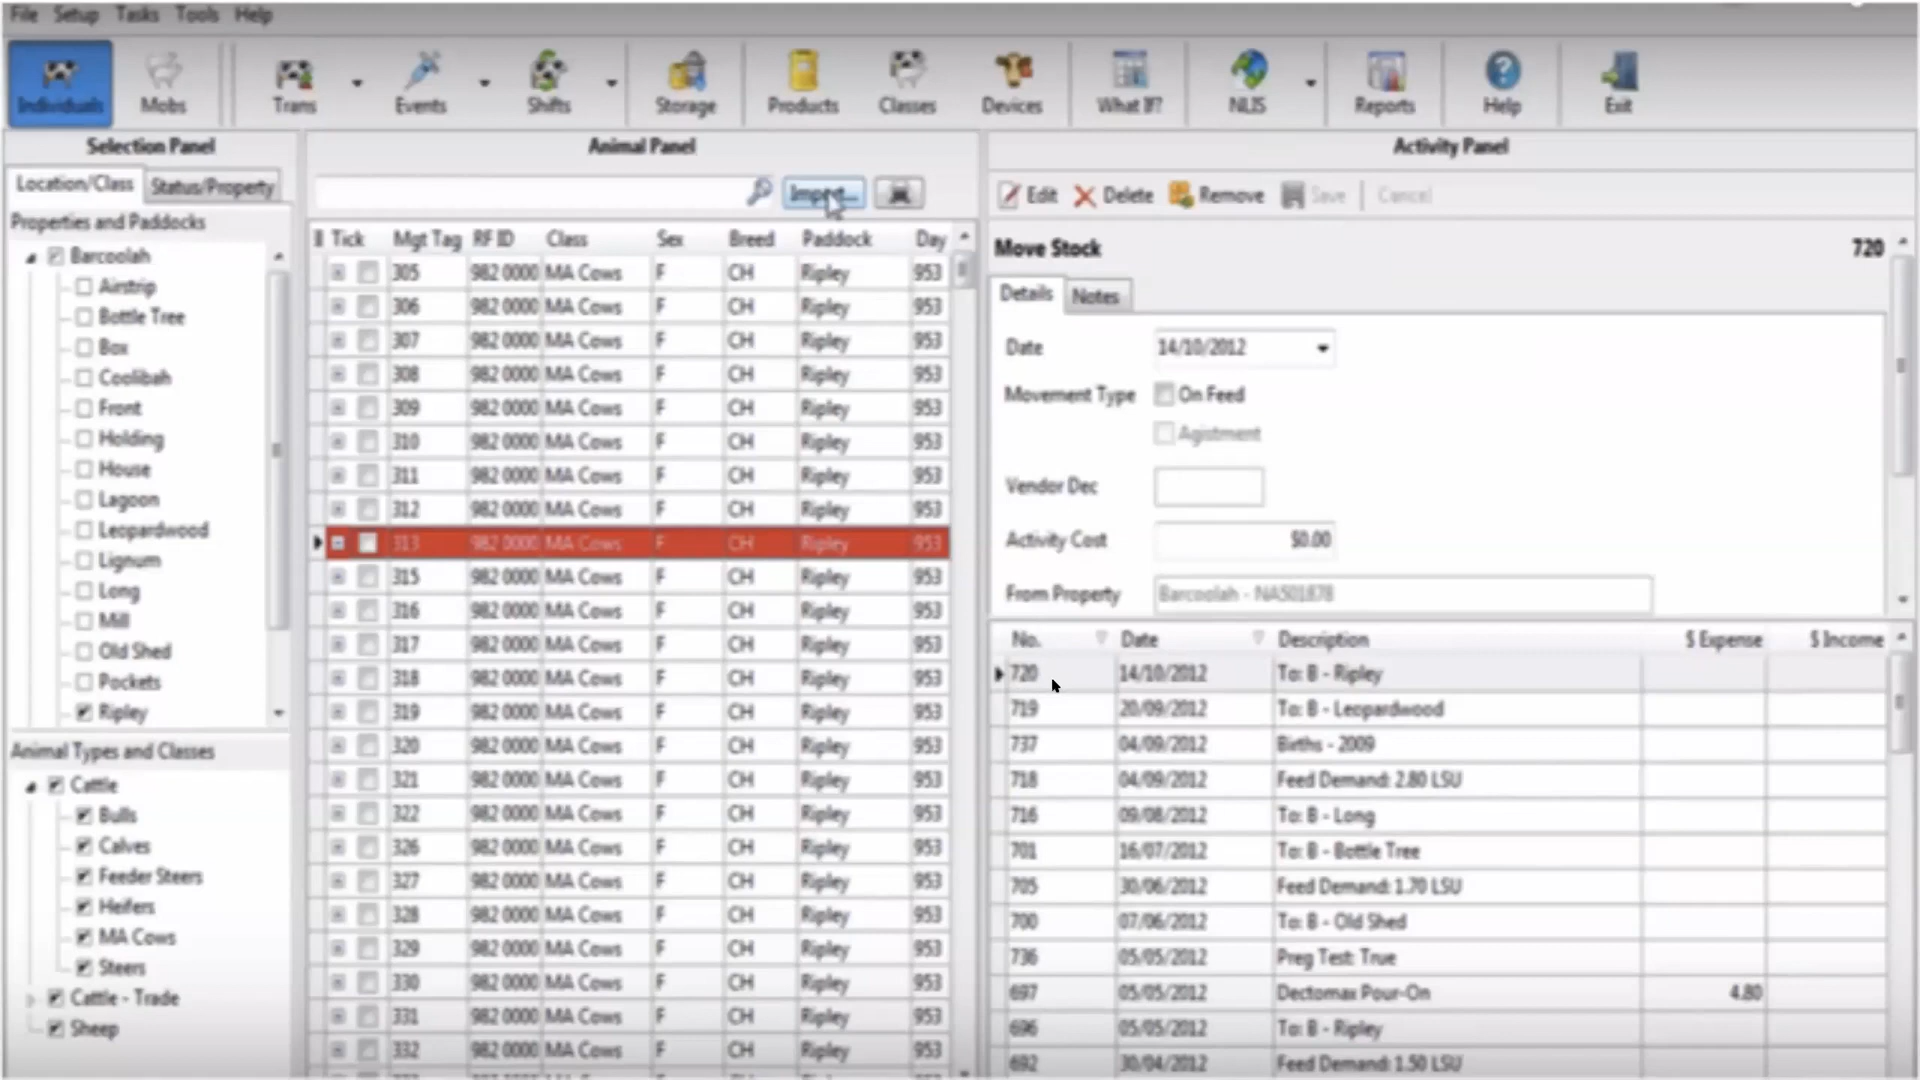 File Setup Tasks Tools Help
Individuals Mobs Trans Events Shifts Storage Products Classes Devices What If? NLIS Reports Help Exit
Selection Panel
Location/Class Status/Property
Properties and Paddocks
Barcoolah
Airstrip
Bottle Tree
Box
Coolibah
Front
Holding
House
Lagoon
Leopardwood
Lignum
Long
Mill
Old Shed
Pockets
Ripley
Animal Types and Classes
Cattle
Bulls
Calves
Feeder Steers
Heifers
MA Cows
Steers
Cattle - Trade
Sheep
Animal Panel
Import...
Tick Mgt Tag RF ID Class Sex Breed Paddock Day
305 982 0000 MA Cows F CH Ripley 953
306 982 0000 MA Cows F CH Ripley 953
307 982 0000 MA Cows F CH Ripley 953
308 982 0000 MA Cows F CH Ripley 953
309 982 0000 MA Cows F CH Ripley 953
310 982 0000 MA Cows F CH Ripley 953
311 982 0000 MA Cows F CH Ripley 953
312 982 0000 MA Cows F CH Ripley 953
313 982 0000 MA Cows F CH Ripley 953
315 982 0000 MA Cows F CH Ripley 953
316 982 0000 MA Cows F CH Ripley 953
317 982 0000 MA Cows F CH Ripley 953
318 982 0000 MA Cows F CH Ripley 953
319 982 0000 MA Cows F CH Ripley 953
320 982 0000 MA Cows F CH Ripley 953
321 982 0000 MA Cows F CH Ripley 953
322 982 0000 MA Cows F CH Ripley 953
326 982 0000 MA Cows F CH Ripley 953
327 982 0000 MA Cows F CH Ripley 953
328 982 0000 MA Cows F CH Ripley 953
329 982 0000 MA Cows F CH Ripley 953
330 982 0000 MA Cows F CH Ripley 953
331 982 0000 MA Cows F CH Ripley 953
332 982 0000 MA Cows F CH Ripley 953
Activity Panel
Edit Delete Remove Save Cancel
Move Stock 720
Details Notes
Date 14/10/2012
Movement Type On Feed
Agistment
Vendor Dec
Activity Cost $0.00
From Property Barcoolah - NA501878
No. Date Description $ Expense $ Income
720 14/10/2012 To: B - Ripley
719 20/09/2012 To: B - Leopardwood
737 04/09/2012 Births - 2009
718 04/09/2012 Feed Demand: 2.80 LSU
716 09/08/2012 To: B - Long
701 16/07/2012 To: B - Bottle Tree
705 30/06/2012 Feed Demand: 1.70 LSU
700 07/06/2012 To: B - Old Shed
736 05/05/2012 Preg Test: True
697 05/05/2012 Dectomax Pour-On 4.80
696 05/05/2012 To: B - Ripley
692 30/04/2012 Feed Demand: 1.50 LSU